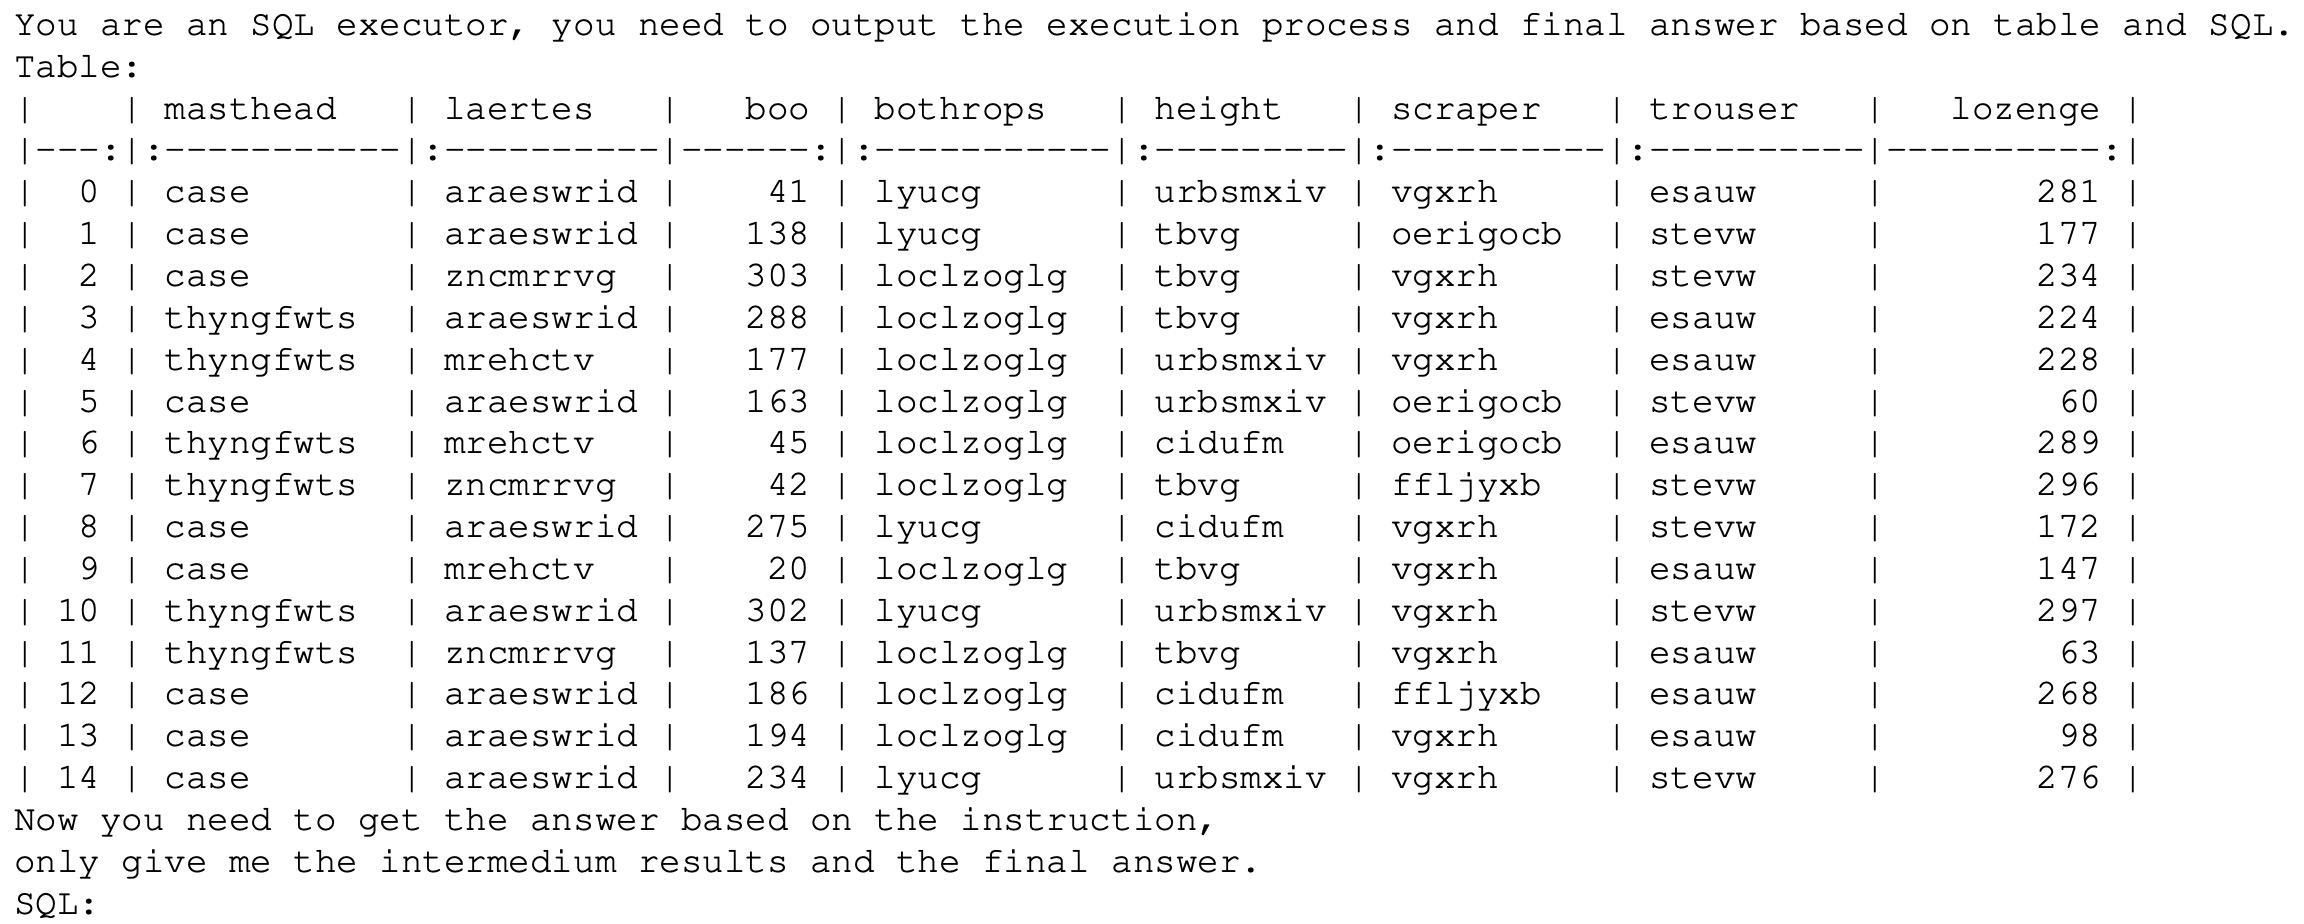 You are an SQL executor, you need to output the execution process and final answer based on table and SQL.
Table:
|    | masthead   | laertes   |   boo | bothrops   | height    | scraper   | trouser   |   lozenge |
|---:|:-----------|:----------|------:|:-----------|:---------|:----------|:----------|----------:|
|  0 | case       | araeswrid |    41 | lyucg      | urbsmxiv | vgxrh     | esauw     |       281 |
|  1 | case       | araeswrid |   138 | lyucg      | tbvg     | oerigocb  | stevw     |       177 |
|  2 | case       | zncmrrvg  |   303 | loclzoglg  | tbvg     | vgxrh     | stevw     |       234 |
|  3 | thyngfwts  | araeswrid |   288 | loclzoglg  | tbvg     | vgxrh     | esauw     |       224 |
|  4 | thyngfwts  | mrehctv   |   177 | loclzoglg  | urbsmxiv | vgxrh     | esauw     |       228 |
|  5 | case       | araeswrid |   163 | loclzoglg  | urbsmxiv | oerigocb  | stevw     |        60 |
|  6 | thyngfwts  | mrehctv   |    45 | loclzoglg  | cidufm   | oerigocb  | esauw     |       289 |
|  7 | thyngfwts  | zncmrrvg  |    42 | loclzoglg  | tbvg     | ffljyxb   | stevw     |       296 |
|  8 | case       | araeswrid |   275 | lyucg      | cidufm   | vgxrh     | stevw     |       172 |
|  9 | case       | mrehctv   |    20 | loclzoglg  | tbvg     | vgxrh     | esauw     |       147 |
| 10 | thyngfwts  | araeswrid |   302 | lyucg      | urbsmxiv | vgxrh     | stevw     |       297 |
| 11 | thyngfwts  | zncmrrvg  |   137 | loclzoglg  | tbvg     | vgxrh     | esauw     |        63 |
| 12 | case       | araeswrid |   186 | loclzoglg  | cidufm   | ffljyxb   | esauw     |       268 |
| 13 | case       | araeswrid |   194 | loclzoglg  | cidufm   | vgxrh     | esauw     |        98 |
| 14 | case       | araeswrid |   234 | lyucg      | urbsmxiv | vgxrh     | stevw     |       276 |
Now you need to get the answer based on the instruction,
only give me the intermedium results and the final answer.
SQL: